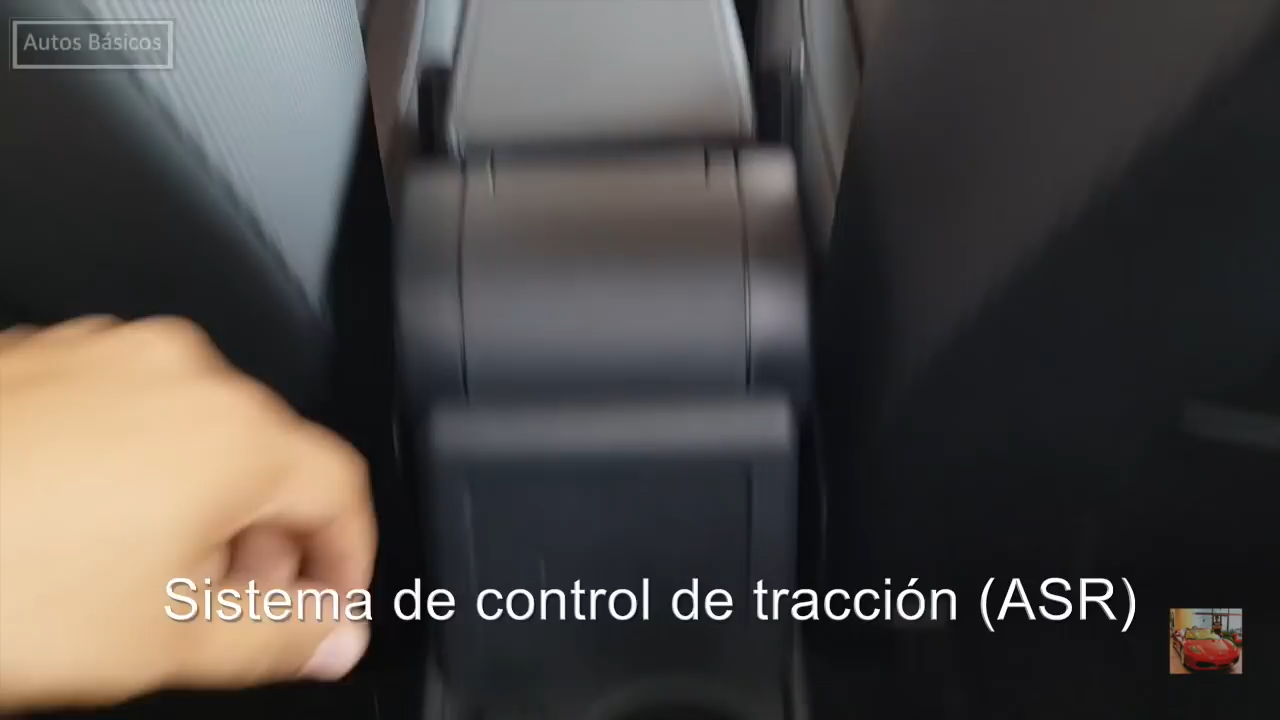 Autos Básicos
Sistema de control de tracción (ASR)